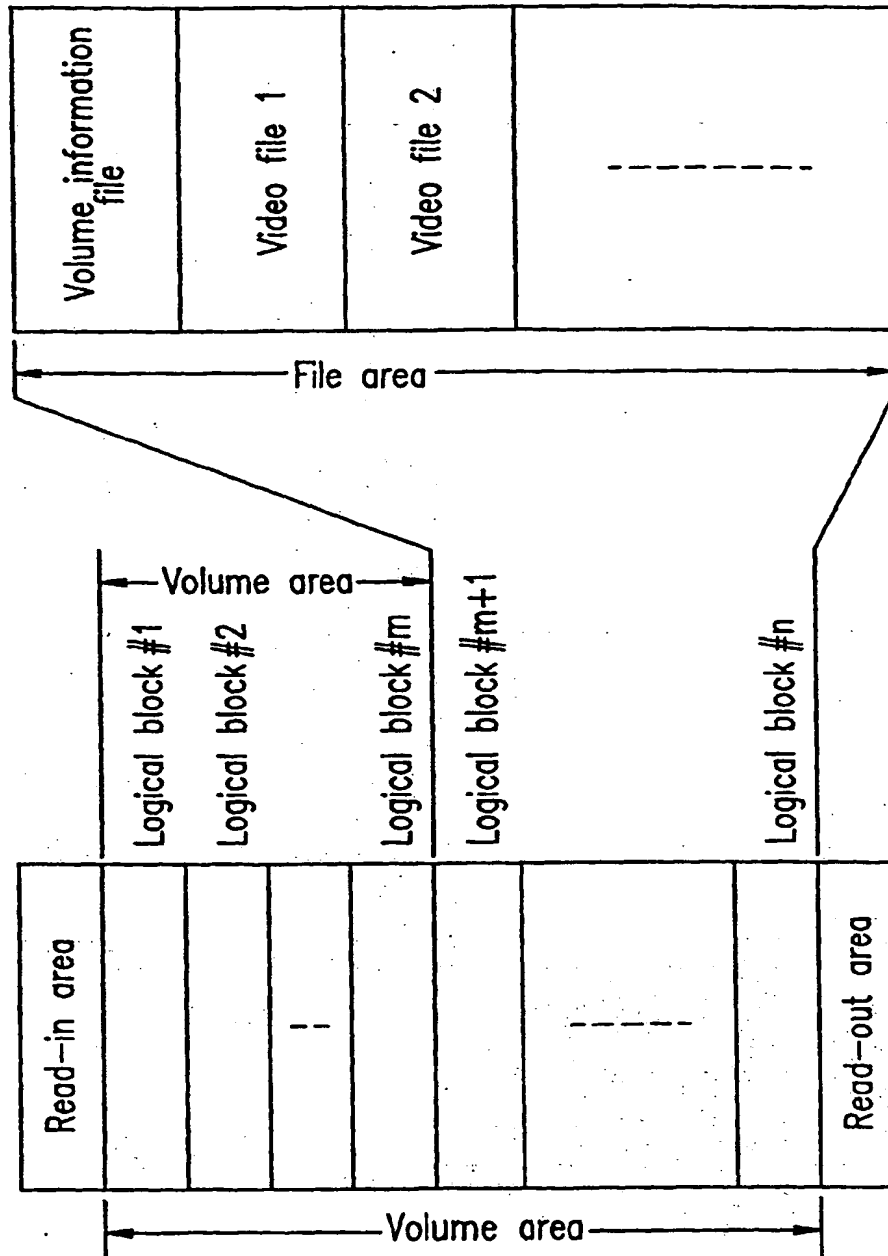 Volume information
file
Video file 1
Video file 2
File area
Volume area
Logical block #1
Logical block #2
Logical block #m
Logical block #m+1
Logical block #n
Read-in area
Read-out area
Volume area